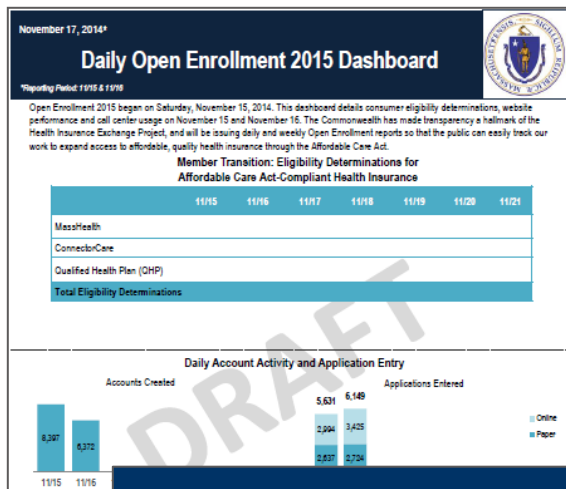 November 17, 2014*
Daily Open Enrollment 2015 Dashboard
*Reporting Period: 11/15 & 11/16
Open Enrollment 2015 began on Saturday, November 15, 2014. This dashboard details consumer eligibility determinations, website
performance and call center usage on November 15 and November 16. The Commonwealth has made transparency a hallmark of the
Health Insurance Exchange Project, and will be issuing daily and weekly Open Enrollment reports so that the public can easily track our
work to expand access to affordable, quality health insurance through the Affordable Care Act.
Member Transition: Eligibility Determinations for
Affordable Care Act-Compliant Health Insurance
11/15 11/16 11/17 11/18 11/19 11/20 11/21
MassHealth
ConnectorCare
Qualified Health Plan (QHP)
Total Eligibility Determinations
DRAFT
Daily Account Activity and Application Entry
Accounts Created
Applications Entered
5,631 6,149
8,397 6,372
2,994 3,425
2,637 2,724
Online
Paper
11/15 11/16